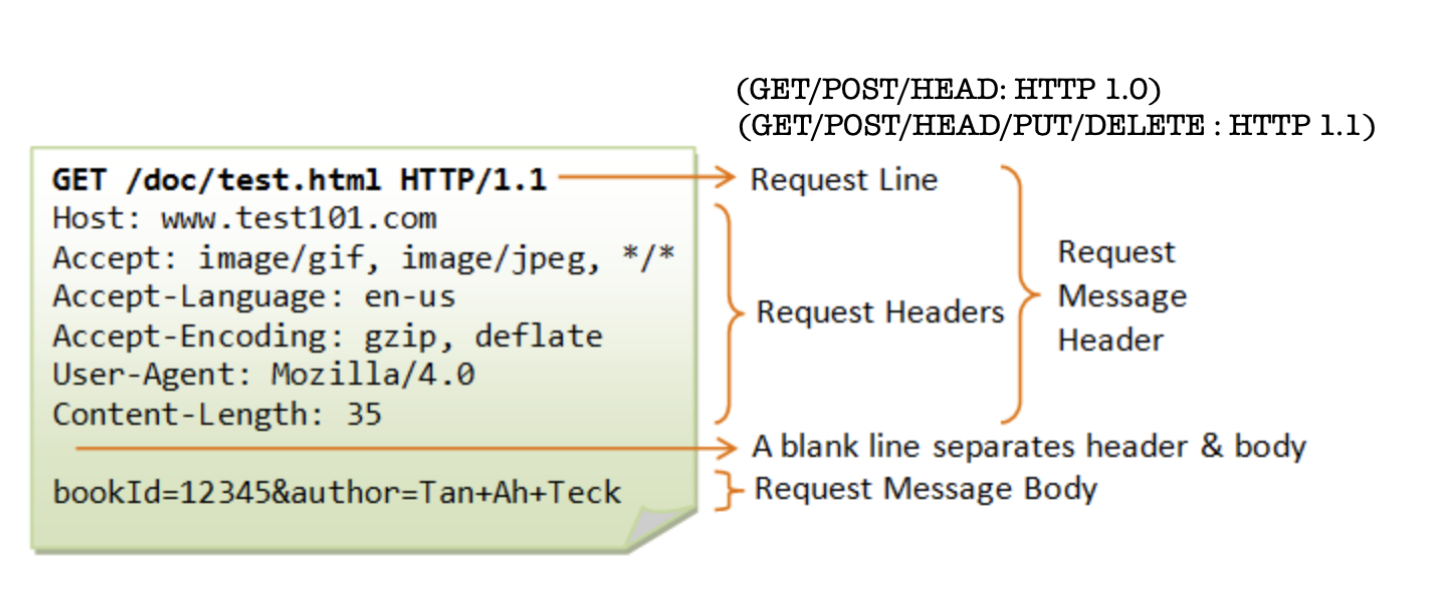 (GET/POST/HEAD: HTTP 1.0)
(GET/POST/HEAD/PUT/DELETE : HTTP 1.1)
GET /doc/test.html HTTP/1.1
Request Line
Host: www.test101.com
Accept: image/gif, image/jpeg, */*
Accept-Language: en-us
Accept-Encoding: gzip, deflate
User-Agent: Mozilla/4.0
Content-Length: 35
Request Headers
Request
Message
Header
A blank line separates header & body
bookId=12345&author=Tan+Ah+Teck
Request Message Body